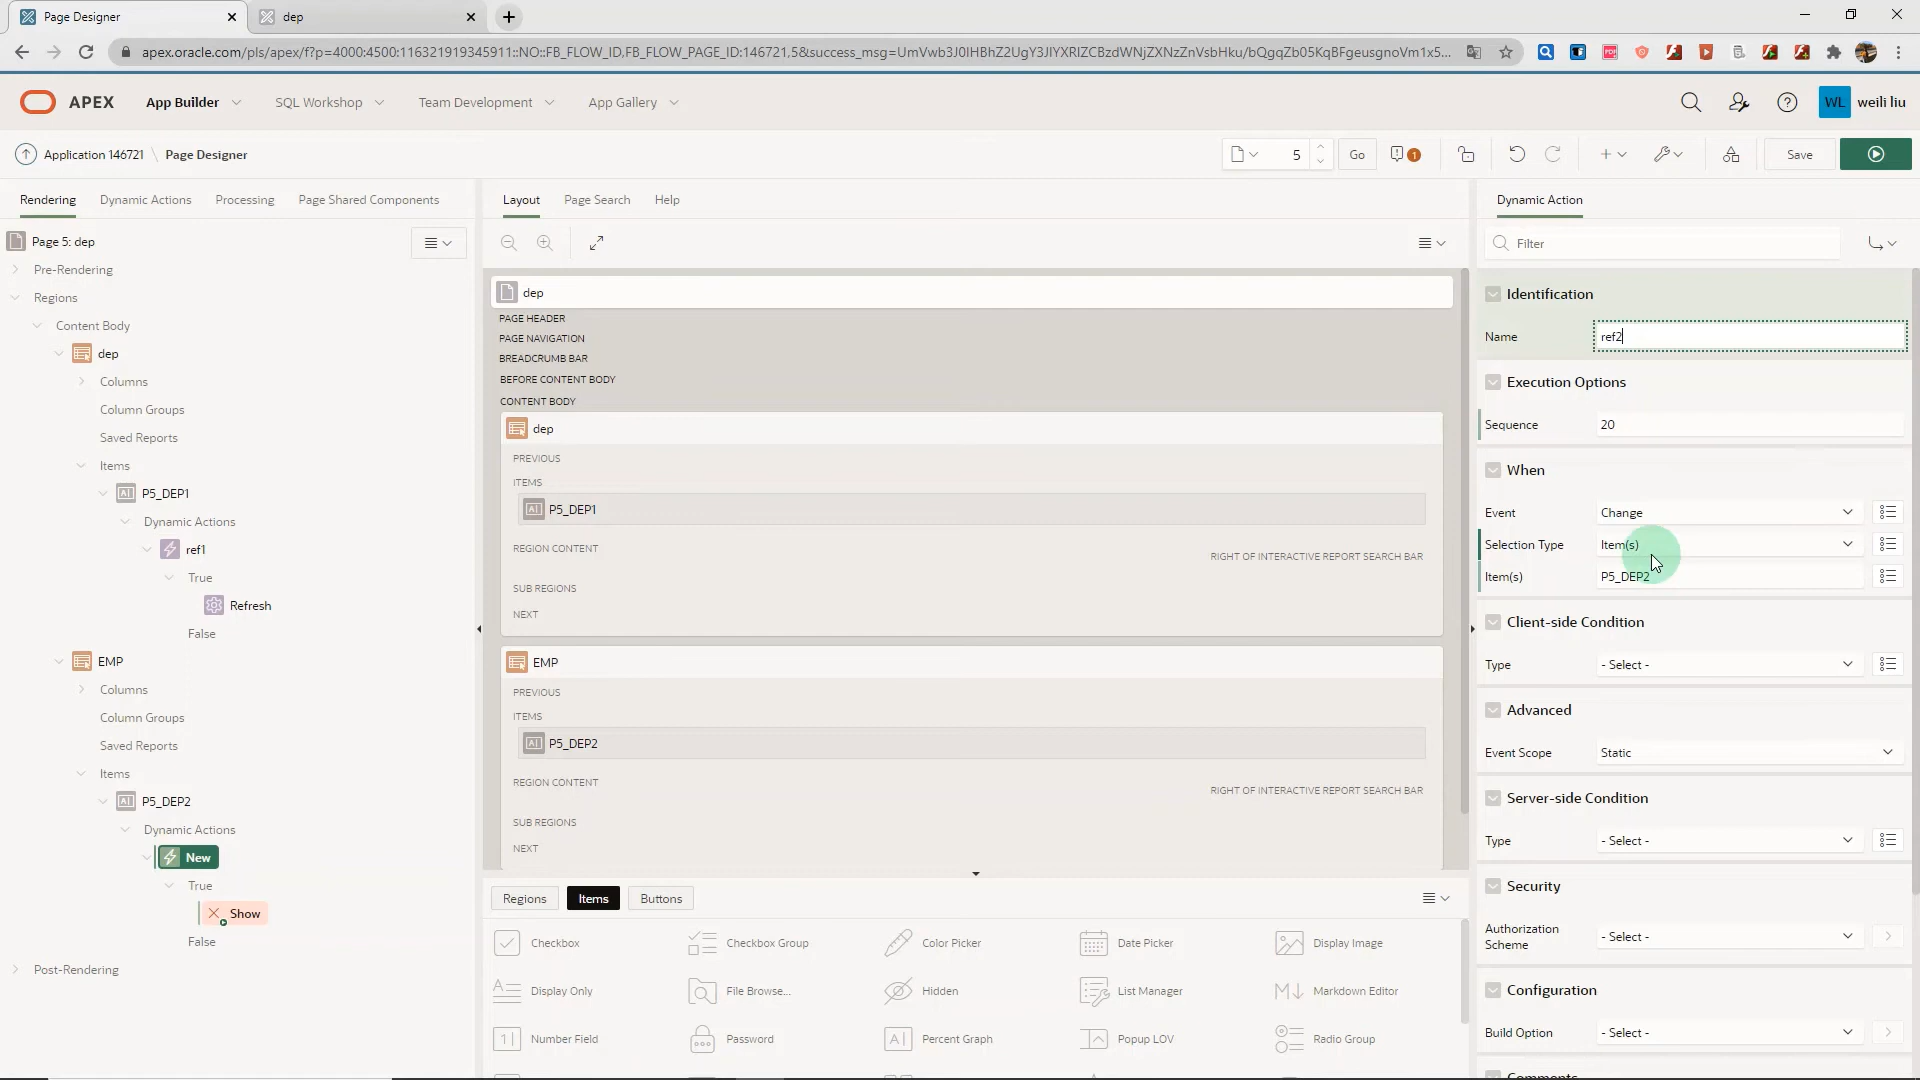 Page Designer
dep
apex.oracle.com/pls/apex/f?p=4000:4500:116321919345911::NO::FB_FLOW_ID,FB_FLOW_PAGE_ID:146721,5&success_msg=UmVwb3J0IHBhZ2UgY3JlYXRlZCBzdWNjZXNzZnVsbHku/bQgqZb05KqBFgeusgnoVm1x5...
APEX
App Builder
SQL Workshop
Team Development
App Gallery
WL
weili liu
Application 146721 \ Page Designer
5
Go
1
Save
Rendering
Dynamic Actions
Processing
Page Shared Components
Layout
Page Search
Help
Dynamic Action
Page 5: dep
Pre-Rendering
Regions
Content Body
dep
Columns
Column Groups
Saved Reports
Items
P5_DEP1
Dynamic Actions
ref1
True
Refresh
False
EMP
Columns
Column Groups
Saved Reports
Items
P5_DEP2
Dynamic Actions
New
True
Show
False
Post-Rendering
dep
PAGE HEADER
PAGE NAVIGATION
BREADCRUMB BAR
BEFORE CONTENT BODY
CONTENT BODY
dep
PREVIOUS
ITEMS
P5_DEP1
REGION CONTENT
RIGHT OF INTERACTIVE REPORT SEARCH BAR
SUB REGIONS
NEXT
EMP
PREVIOUS
ITEMS
P5_DEP2
REGION CONTENT
RIGHT OF INTERACTIVE REPORT SEARCH BAR
SUB REGIONS
NEXT
Regions
Items
Buttons
Checkbox
Checkbox Group
Color Picker
Date Picker
Display Image
Display Only
File Browse...
Hidden
List Manager
Markdown Editor
Number Field
Password
Percent Graph
Popup LOV
Radio Group
Filter
Identification
Name
ref2
Execution Options
Sequence
20
When
Event
Change
Selection Type
Item(s)
Item(s)
P5_DEP2
Client-side Condition
Type
- Select -
Advanced
Event Scope
Static
Server-side Condition
Type
- Select -
Security
Authorization
Scheme
- Select -
Configuration
Build Option
- Select -
Comments